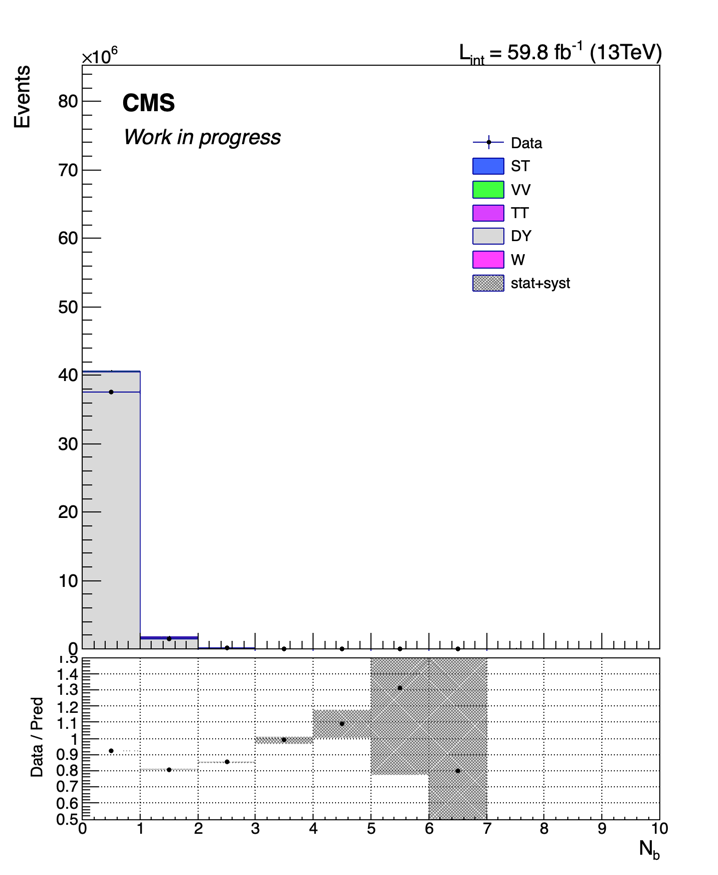 ×10⁶
L_int = 59.8 fb⁻¹ (13TeV)
Events
CMS
Work in progress
Data
ST
VV
TT
DY
W
stat+syst
80
70
60
50
40
30
20
10
0
Data / Pred
1.5
1.4
1.3
1.2
1.1
1
0.9
0.8
0.7
0.6
0.5
0 1 2 3 4 5 6 7 8 9 10
N_b